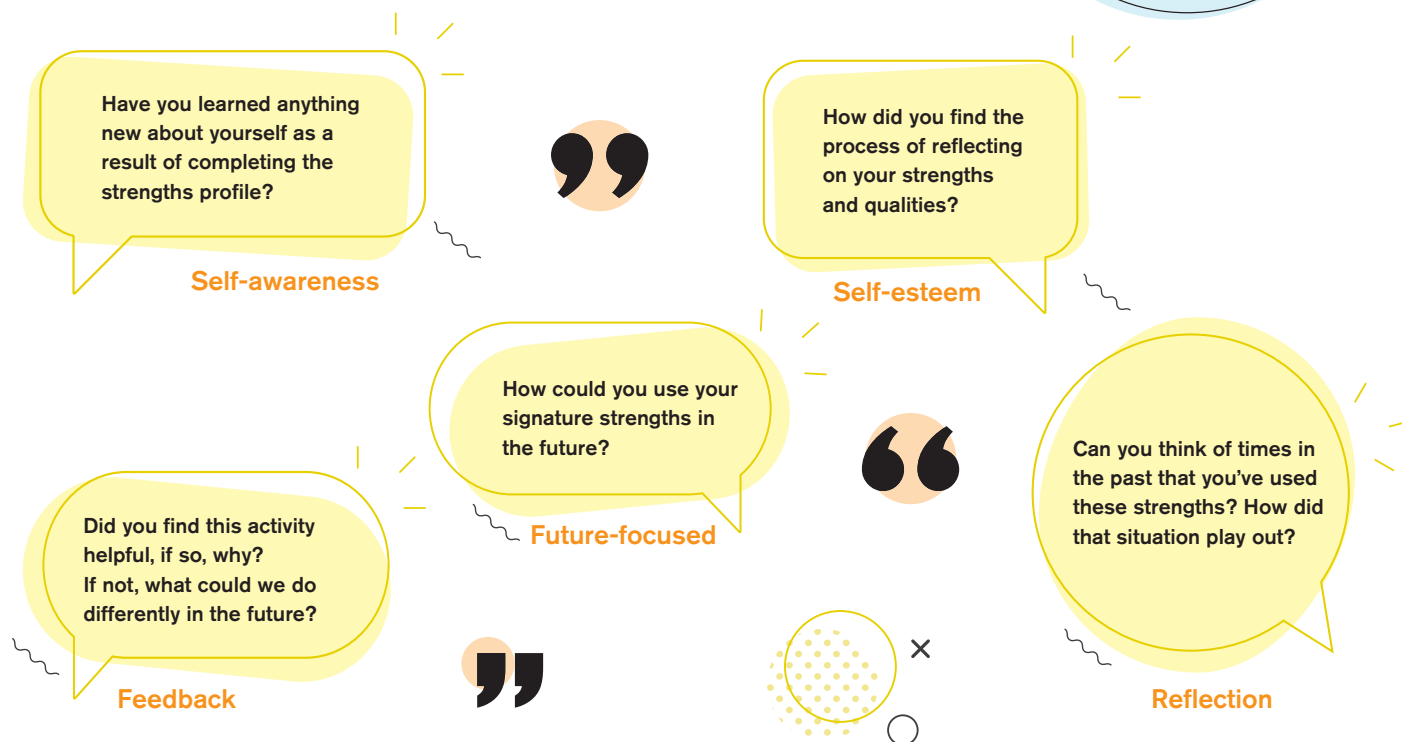 Have you learned anything
new about yourself as a
result of completing the
strengths profile?
Self-awareness
How did you find the
process of reflecting
on your strengths
and qualities?
Self-esteem
How could you use your
signature strengths in
the future?
Future-focused
Can you think of times in
the past that you’ve used
these strengths? How did
that situation play out?
Reflection
Did you find this activity
helpful, if so, why?
If not, what could we do
differently in the future?
Feedback